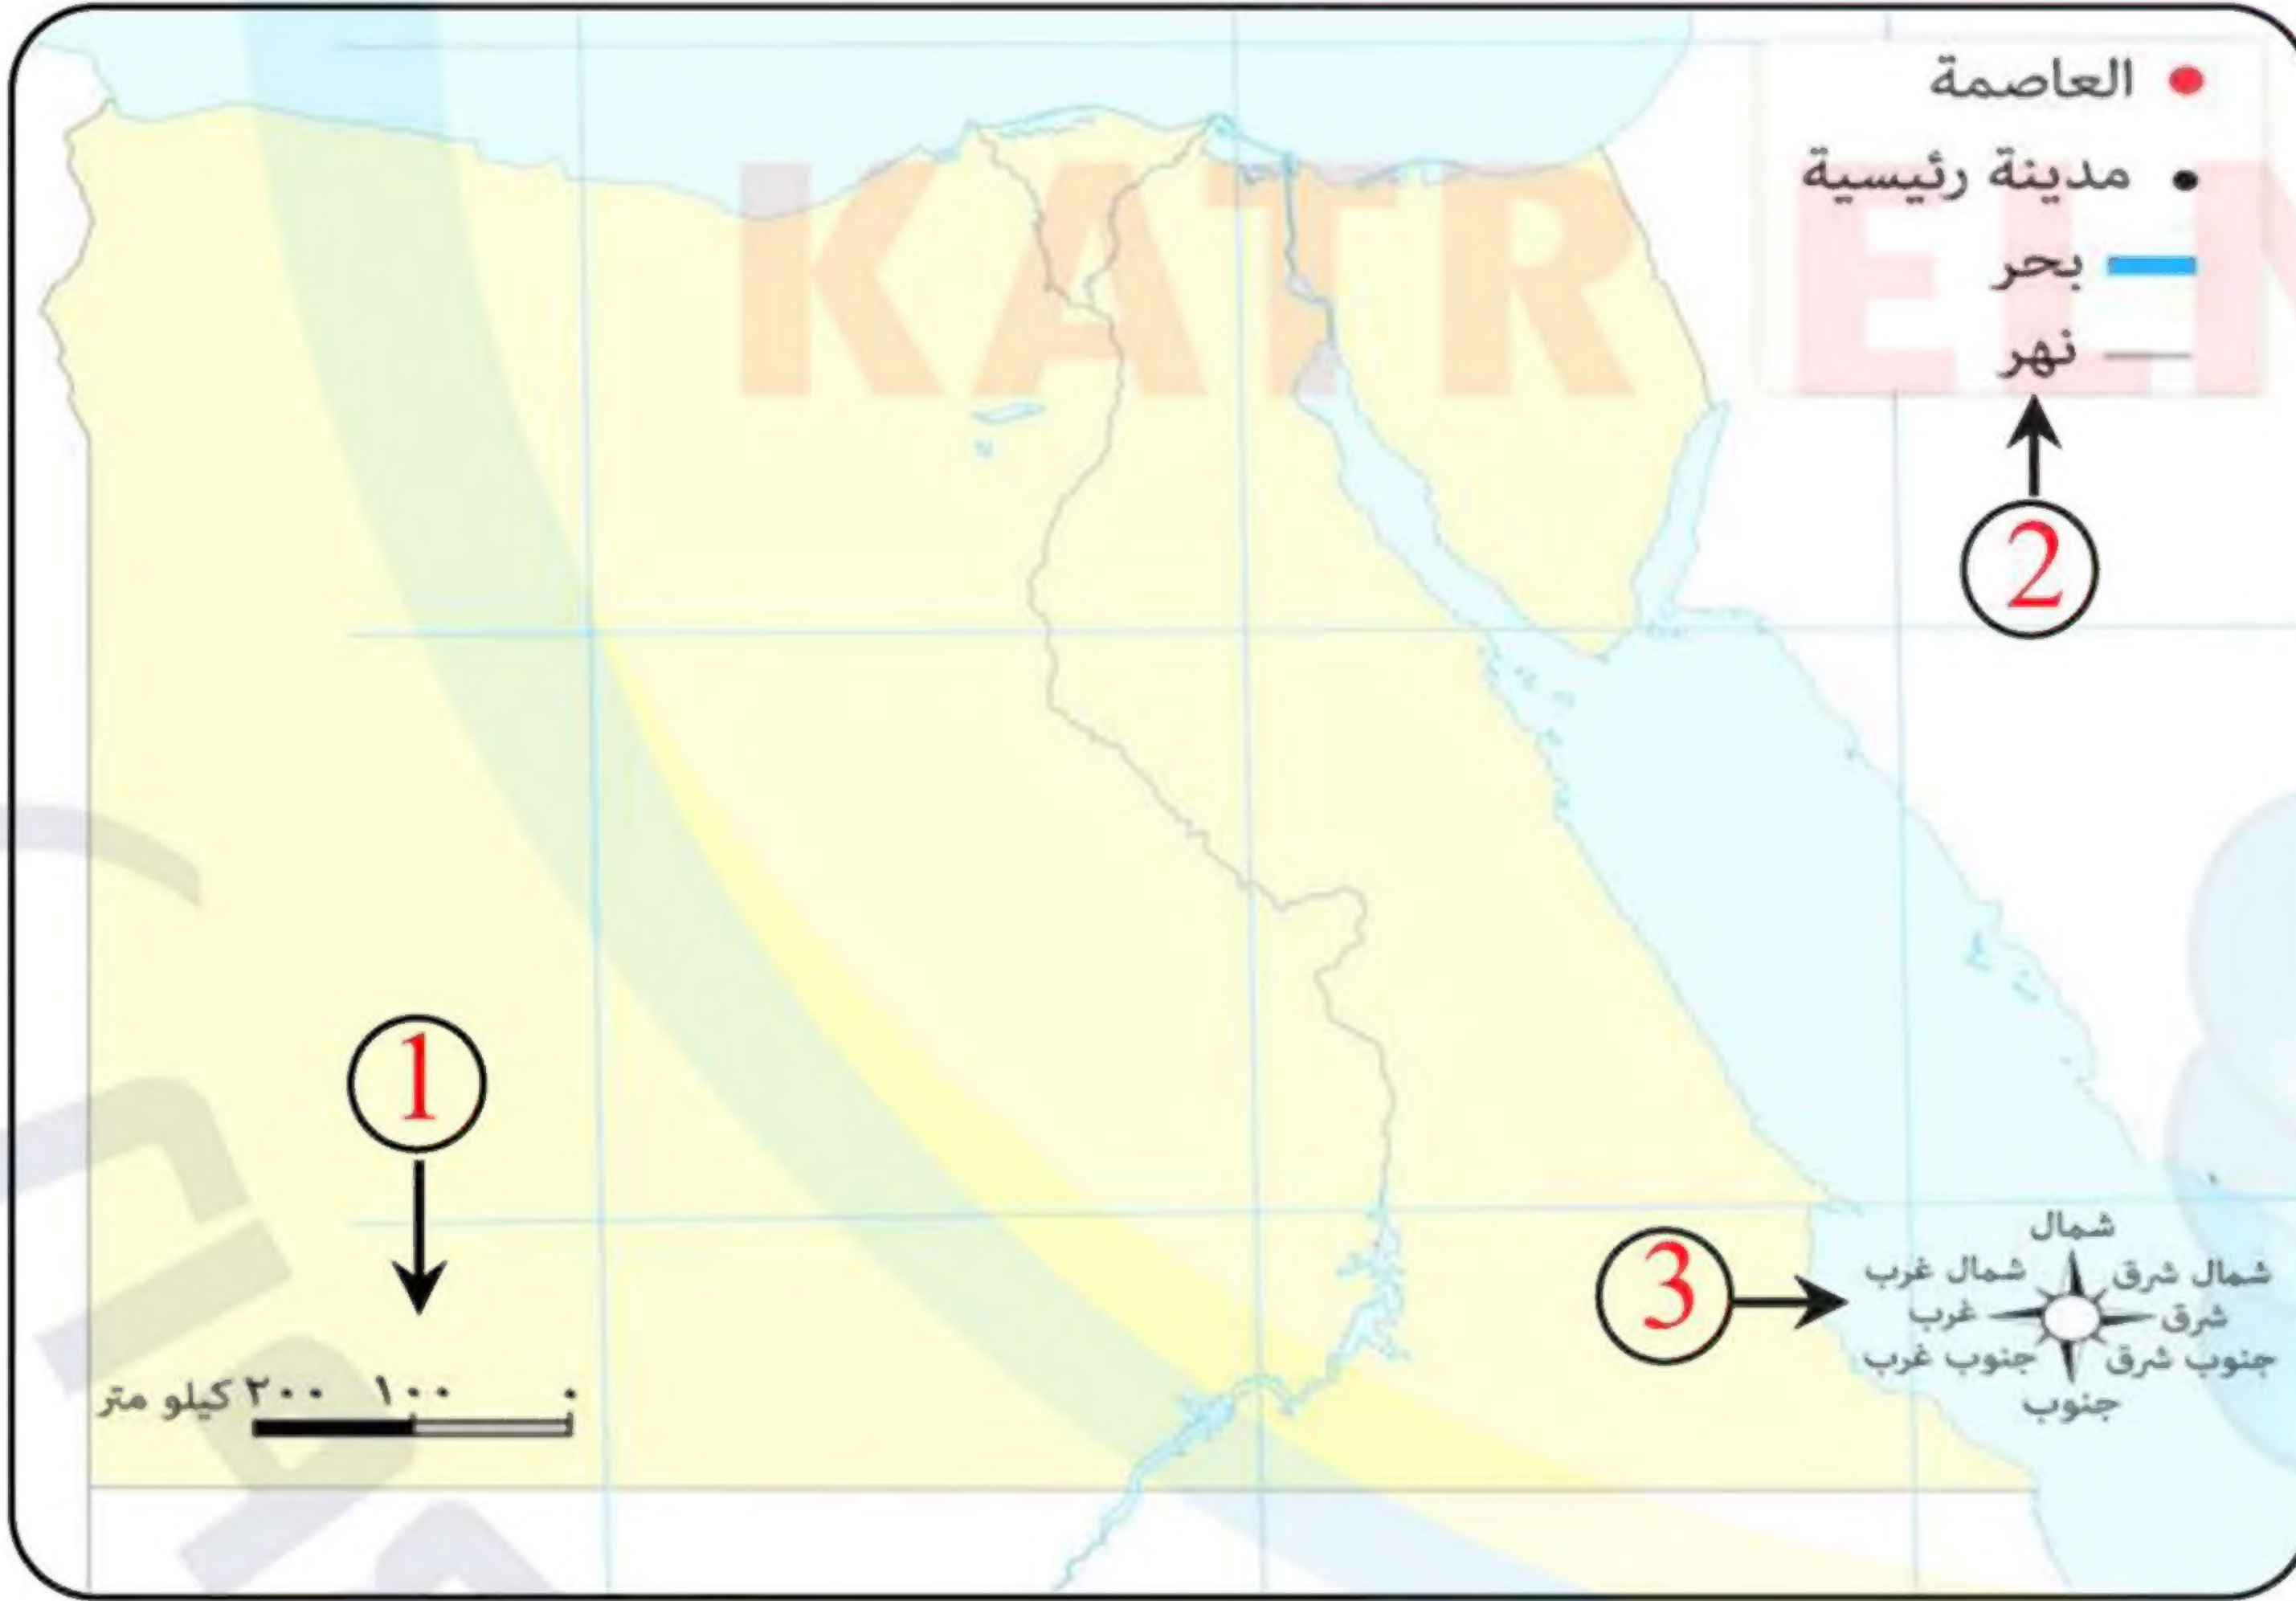 KATR EL
العاصمة
مدينة رئيسية
بحر
نهر
2
1
3
شمال
شمال شرق
شمال غرب
شرق
غرب
جنوب شرق
جنوب غرب
جنوب
٠ ١٠٠ ٢٠٠ كيلو متر